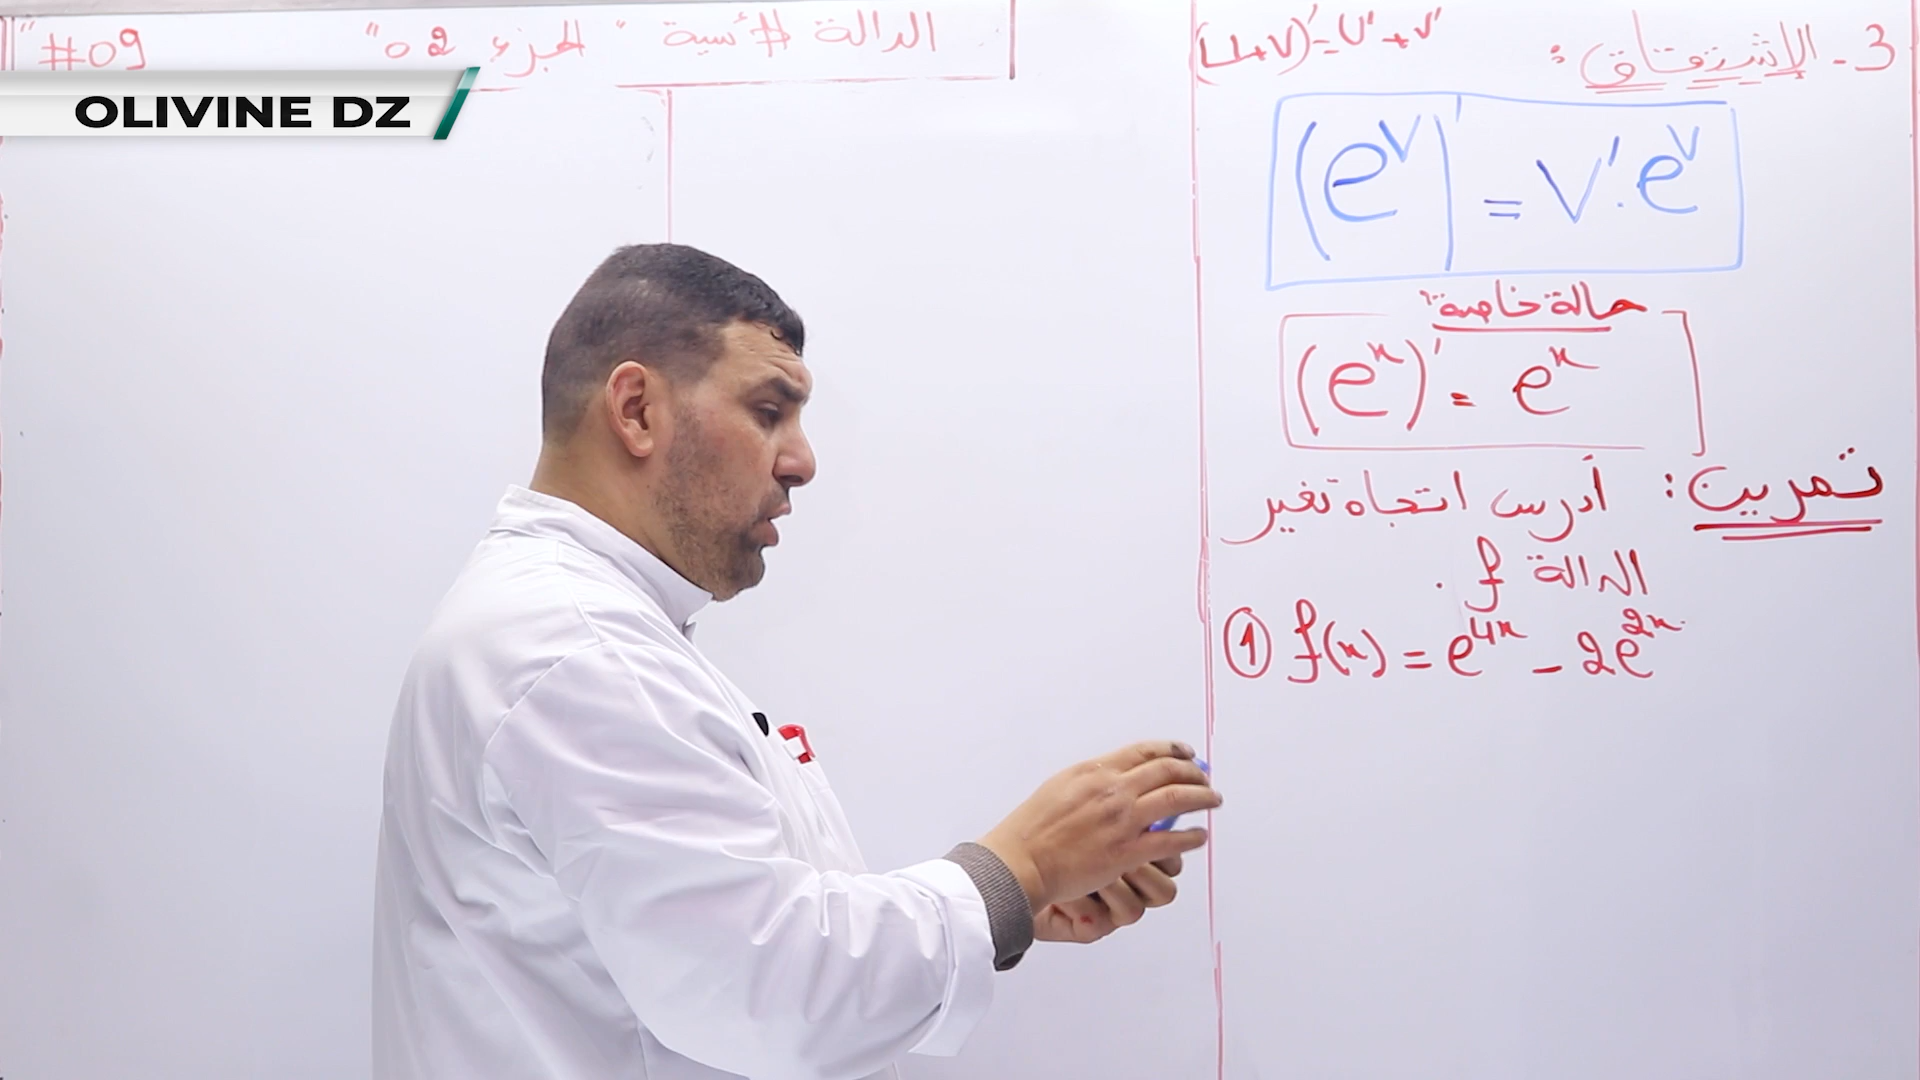 الدالة الأسية " الجزء 02 "
"#09
OLIVINE DZ
3- الإشتقاق :
(U+V)' = U' + V'
(e^v)' = V'.e^v
حالة خاصة
(e^x)' = e^x
تمرين : أدرس اتجاه تغير
الدالة f .
① f(x) = e^4x - 2e^2x